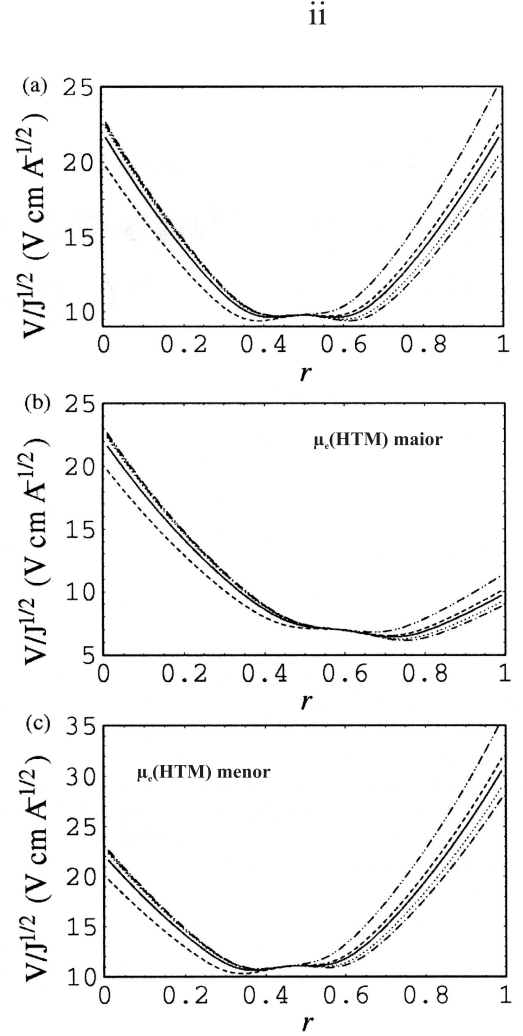 ii
(a)
25
20
15
10
V/J^1/2 (V cm A^-1/2)
0 0.2 0.4 0.6 0.8 1
r
(b)
μₑ(HTM) maior
25
20
15
10
5
V/J^1/2 (V cm A^-1/2)
0 0.2 0.4 0.6 0.8 1
r
(c)
μₑ(HTM) menor
35
30
25
20
15
10
V/J^1/2 (V cm A^-1/2)
0 0.2 0.4 0.6 0.8 1
r